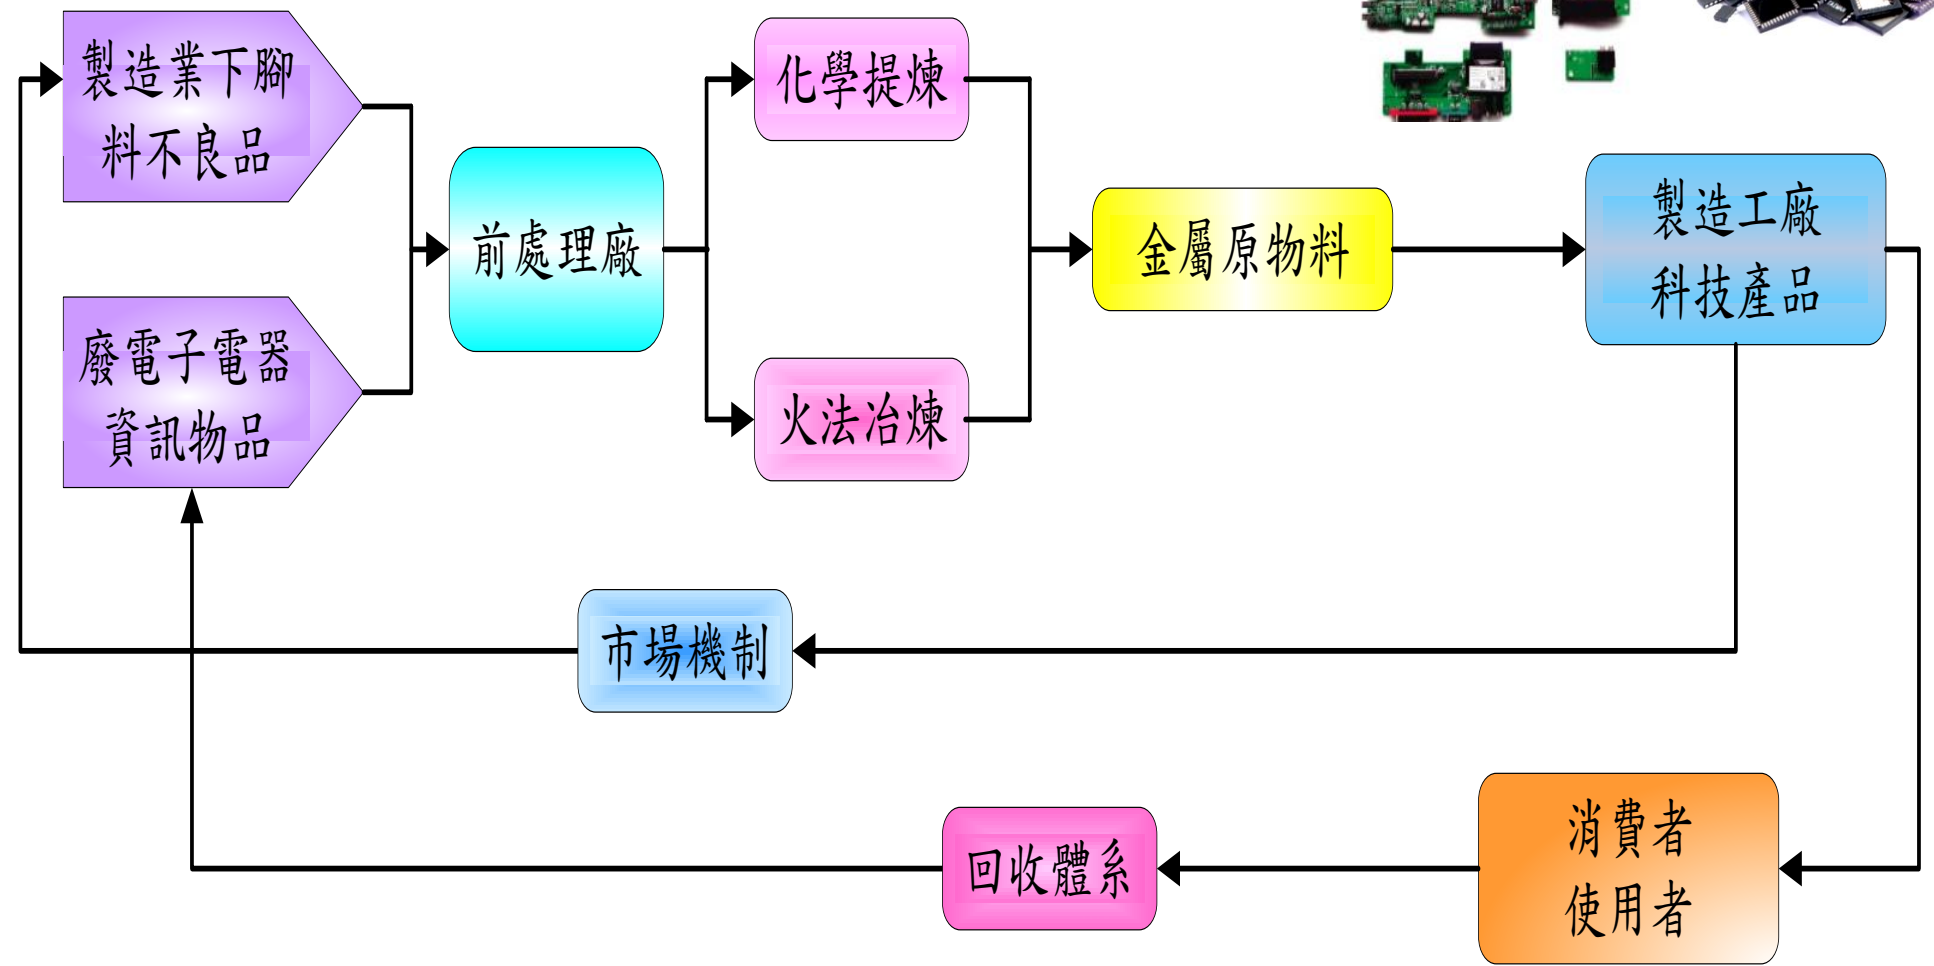 製造業下腳
料不良品
廢電子電器
資訊物品
前處理廠
化學提煉
火法冶煉
金屬原物料
製造工廠
科技產品
市場機制
回收體系
消費者
使用者